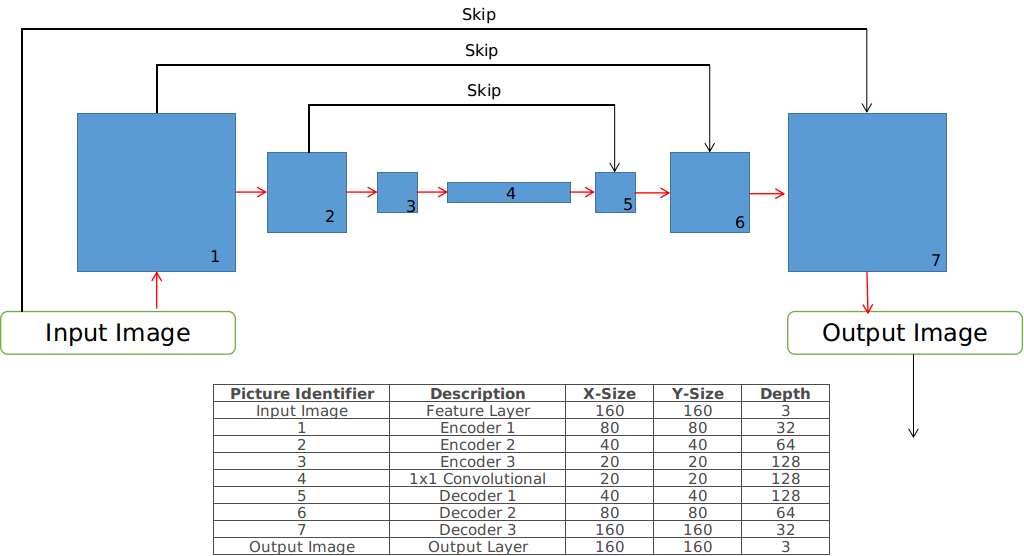 Skip
Skip
Skip
1
2
3
4
5
6
7
Input Image
Output Image
Picture Identifier Description X-Size Y-Size Depth
Input Image Feature Layer 160 160 3
1 Encoder 1 80 80 32
2 Encoder 2 40 40 64
3 Encoder 3 20 20 128
4 1x1 Convolutional 20 20 128
5 Decoder 1 40 40 128
6 Decoder 2 80 80 64
7 Decoder 3 160 160 32
Output Image Output Layer 160 160 3